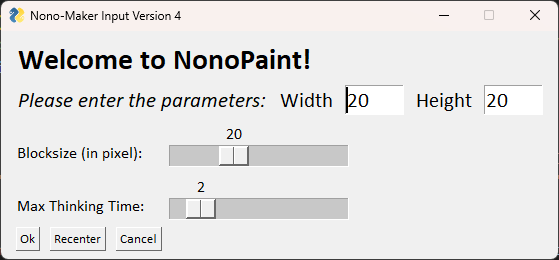 Nono-Maker Input Version 4
Welcome to NonoPaint!
Please enter the parameters: Width 20 Height 20
20
Blocksize (in pixel):
2
Max Thinking Time:
Ok Recenter Cancel